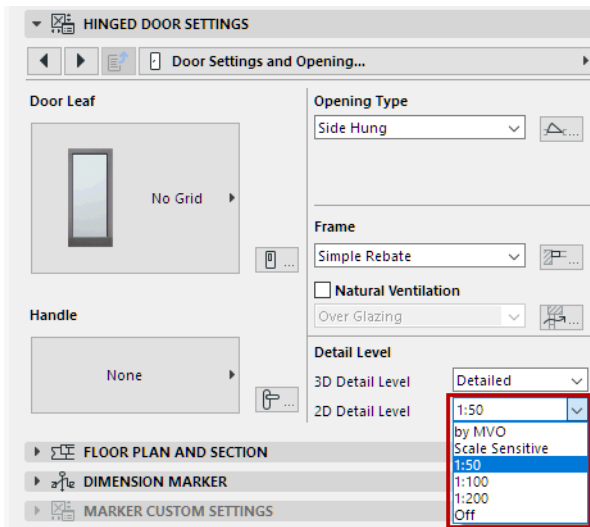 HINGED DOOR SETTINGS
Door Settings and Opening...
Door Leaf
No Grid
...
Handle
None
...
Opening Type
Side Hung
...
Frame
Simple Rebate
...
Natural Ventilation
Over Glazing
...
Detail Level
3D Detail Level Detailed
2D Detail Level 1:50
by MVO
Scale Sensitive
1:50
1:100
1:200
Off
FLOOR PLAN AND SECTION
DIMENSION MARKER
MARKER CUSTOM SETTINGS